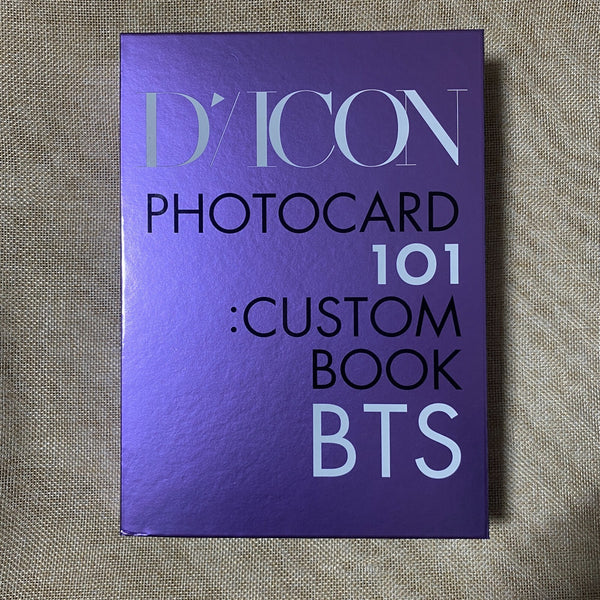 D'/ICON
PHOTOCARD
101
:CUSTOM
BOOK
BTS